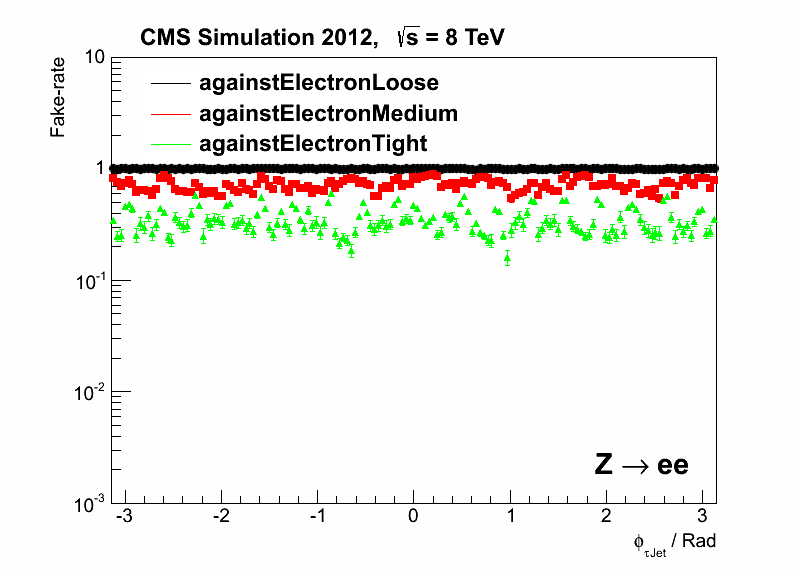 CMS Simulation 2012, √s = 8 TeV
Fake-rate
againstElectronLoose
againstElectronMedium
againstElectronTight
10
1
10⁻¹
10⁻²
10⁻³
Z → ee
-3 -2 -1 0 1 2 3
ϕτJet / Rad